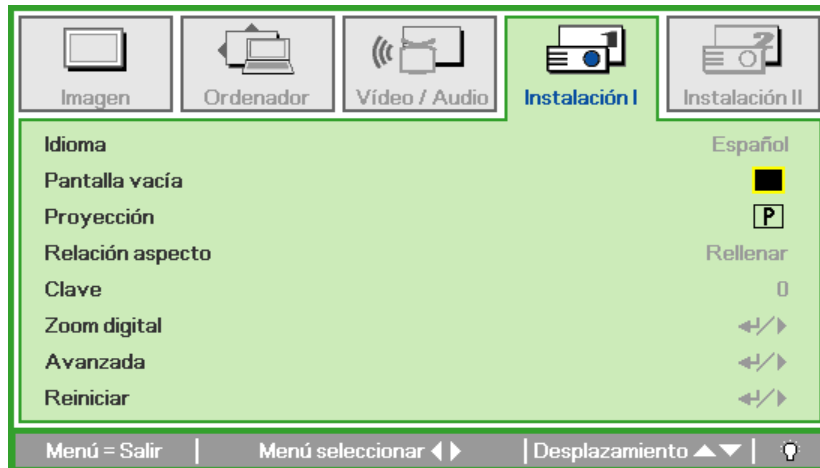 Imagen Ordenador Vídeo / Audio Instalación I Instalación II
Idioma Español
Pantalla vacía
Proyección P
Relación aspecto Rellenar
Clave 0
Zoom digital
Avanzada
Reiniciar
Menú = Salir Menú seleccionar Desplazamiento